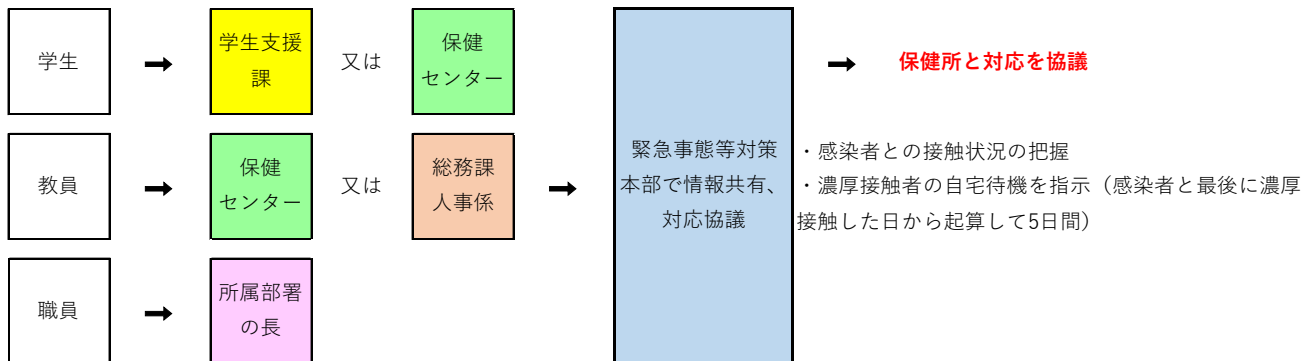 学生
学生支援
課
又は
保健
センター
保健所と対応を協議
教員
保健
センター
又は
総務課
人事係
緊急事態等対策
本部で情報共有、
対応協議
・感染者との接触状況の把握
・濃厚接触者の自宅待機を指示（感染者と最後に濃厚
接触した日から起算して5日間）
職員
所属部署
の長